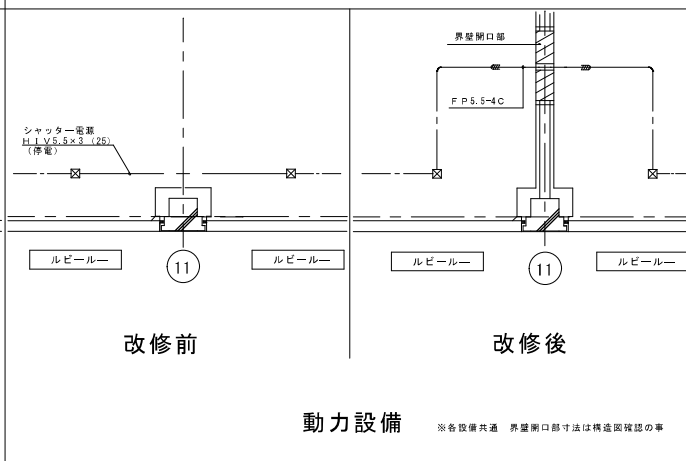 シャッター電源
HIV5.5×3 (25)
(停電)
界壁開口部
FP5.5-4C
ルビールー
11
ルビールー
ルビールー
11
ルビールー
改修前
改修後
動力設備
※各設備共通 界壁開口部寸法は構造図確認の事